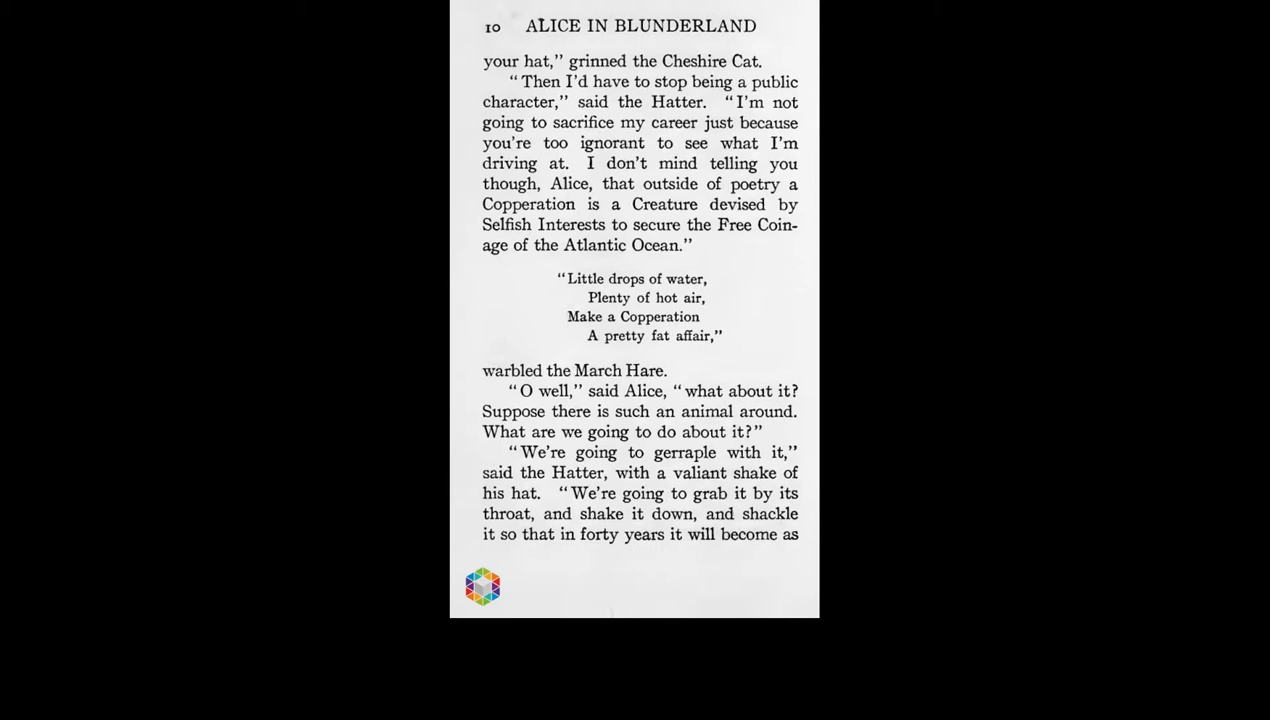 10 ALICE IN BLUNDERLAND
your hat,” grinned the Cheshire Cat.
“Then I’d have to stop being a public
character,” said the Hatter. “I’m not
going to sacrifice my career just because
you’re too ignorant to see what I’m
driving at. I don’t mind telling you
though, Alice, that outside of poetry a
Copperation is a Creature devised by
Selfish Interests to secure the Free Coin-
age of the Atlantic Ocean.”
“Little drops of water,
Plenty of hot air,
Make a Copperation
A pretty fat affair,”
warbled the March Hare.
“O well,” said Alice, “what about it?
Suppose there is such an animal around.
What are we going to do about it?”
“We’re going to gerraple with it,”
said the Hatter, with a valiant shake of
his hat. “We’re going to grab it by its
throat, and shake it down, and shackle
it so that in forty years it will become as